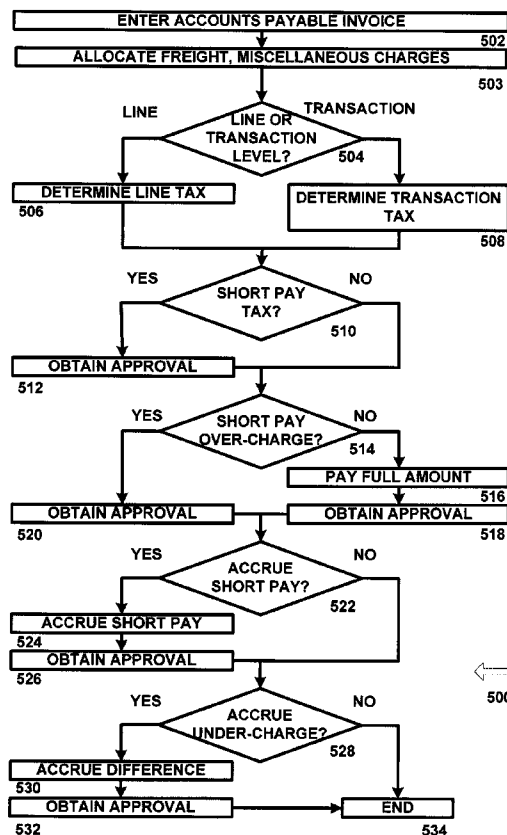 ENTER ACCOUNTS PAYABLE INVOICE
502
ALLOCATE FREIGHT, MISCELLANEOUS CHARGES
503
LINE
TRANSACTION
LINE OR
TRANSACTION
LEVEL?
504
DETERMINE LINE TAX
506
DETERMINE TRANSACTION
TAX
508
YES
NO
SHORT PAY
TAX?
510
OBTAIN APPROVAL
512
YES
NO
SHORT PAY
OVER-CHARGE?
514
PAY FULL AMOUNT
516
OBTAIN APPROVAL
520
OBTAIN APPROVAL
518
YES
NO
ACCRUE
SHORT PAY?
522
ACCRUE SHORT PAY
524
OBTAIN APPROVAL
526
500
YES
NO
ACCRUE
UNDER-CHARGE?
528
ACCRUE DIFFERENCE
530
OBTAIN APPROVAL
532
END
534